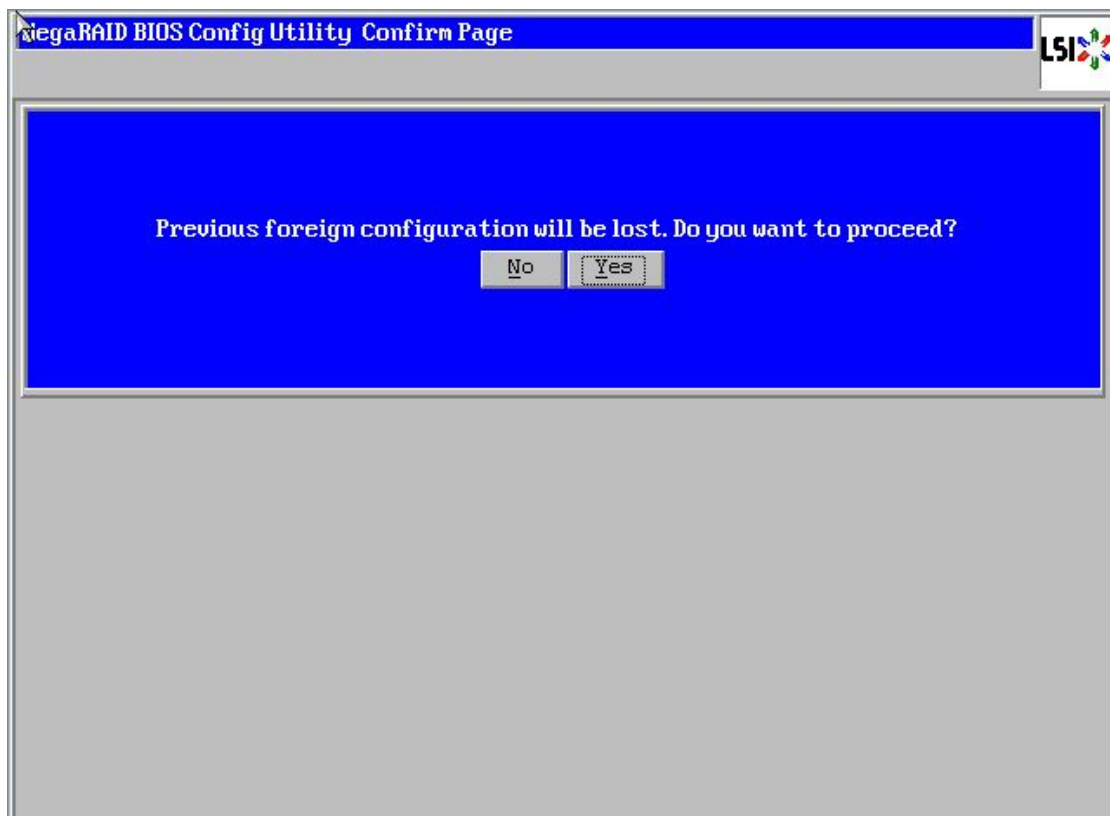 MegaRAID BIOS Config Utility Confirm Page
LSI
Previous foreign configuration will be lost. Do you want to proceed?
No
Yes